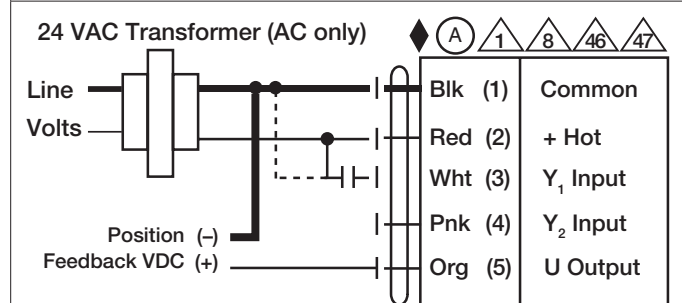 24 VAC Transformer (AC only)
A 1 8 46 47
Line
Volts
Blk (1) Common
Red (2) + Hot
Wht (3) Y₁ Input
Pnk (4) Y₂ Input
Position (–)
Feedback VDC (+)
Org (5) U Output